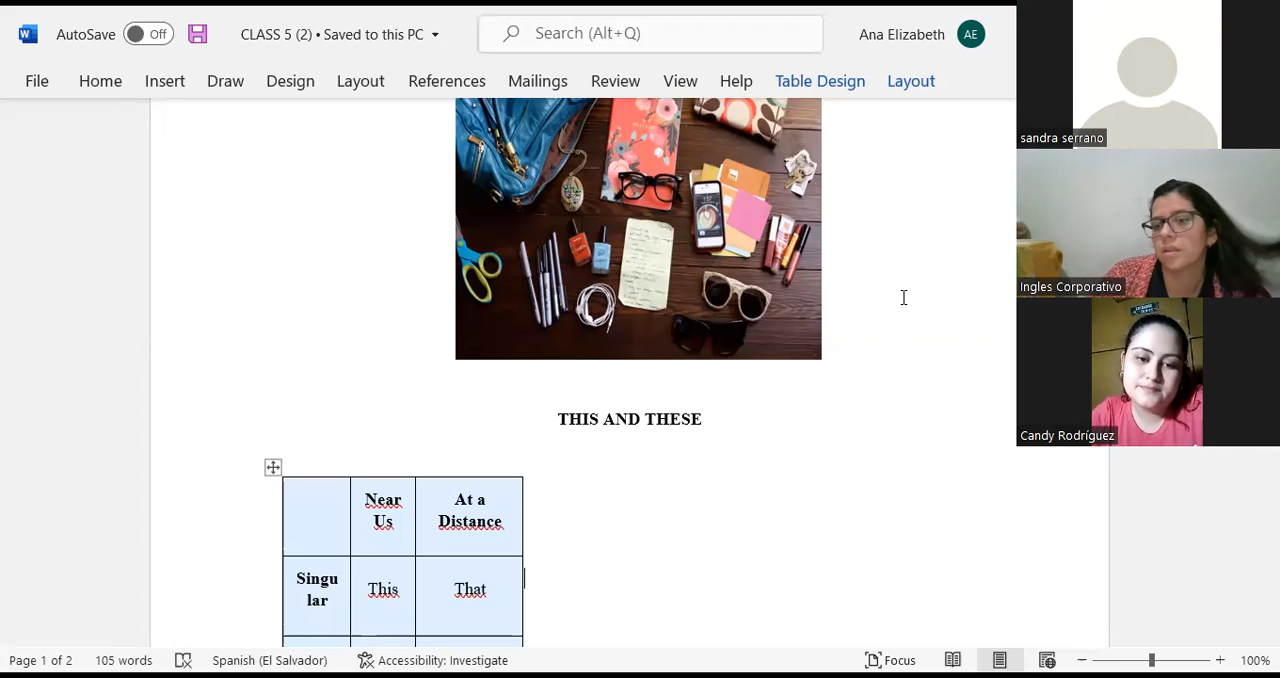 AutoSave Off CLASS 5 (2) • Saved to this PC Search (Alt+Q) Ana Elizabeth AE
File Home Insert Draw Design Layout References Mailings Review View Help Table Design Layout
sandra serrano
Ingles Corporativo
Candy Rodríguez
THIS AND THESE
Near
Us
At a
Distance
Singu
lar
This
That
Page 1 of 2 105 words Spanish (El Salvador) Accessibility: Investigate Focus 100%